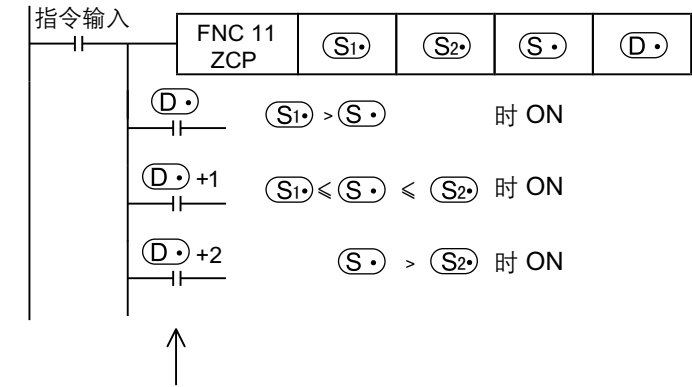 指令输入
FNC 11 ZCP S1• S2• S• D•
D• S1• > S• 时 ON
D• +1 S1• ≤ S• ≤ S2• 时 ON
D• +2 S• > S2• 时 ON